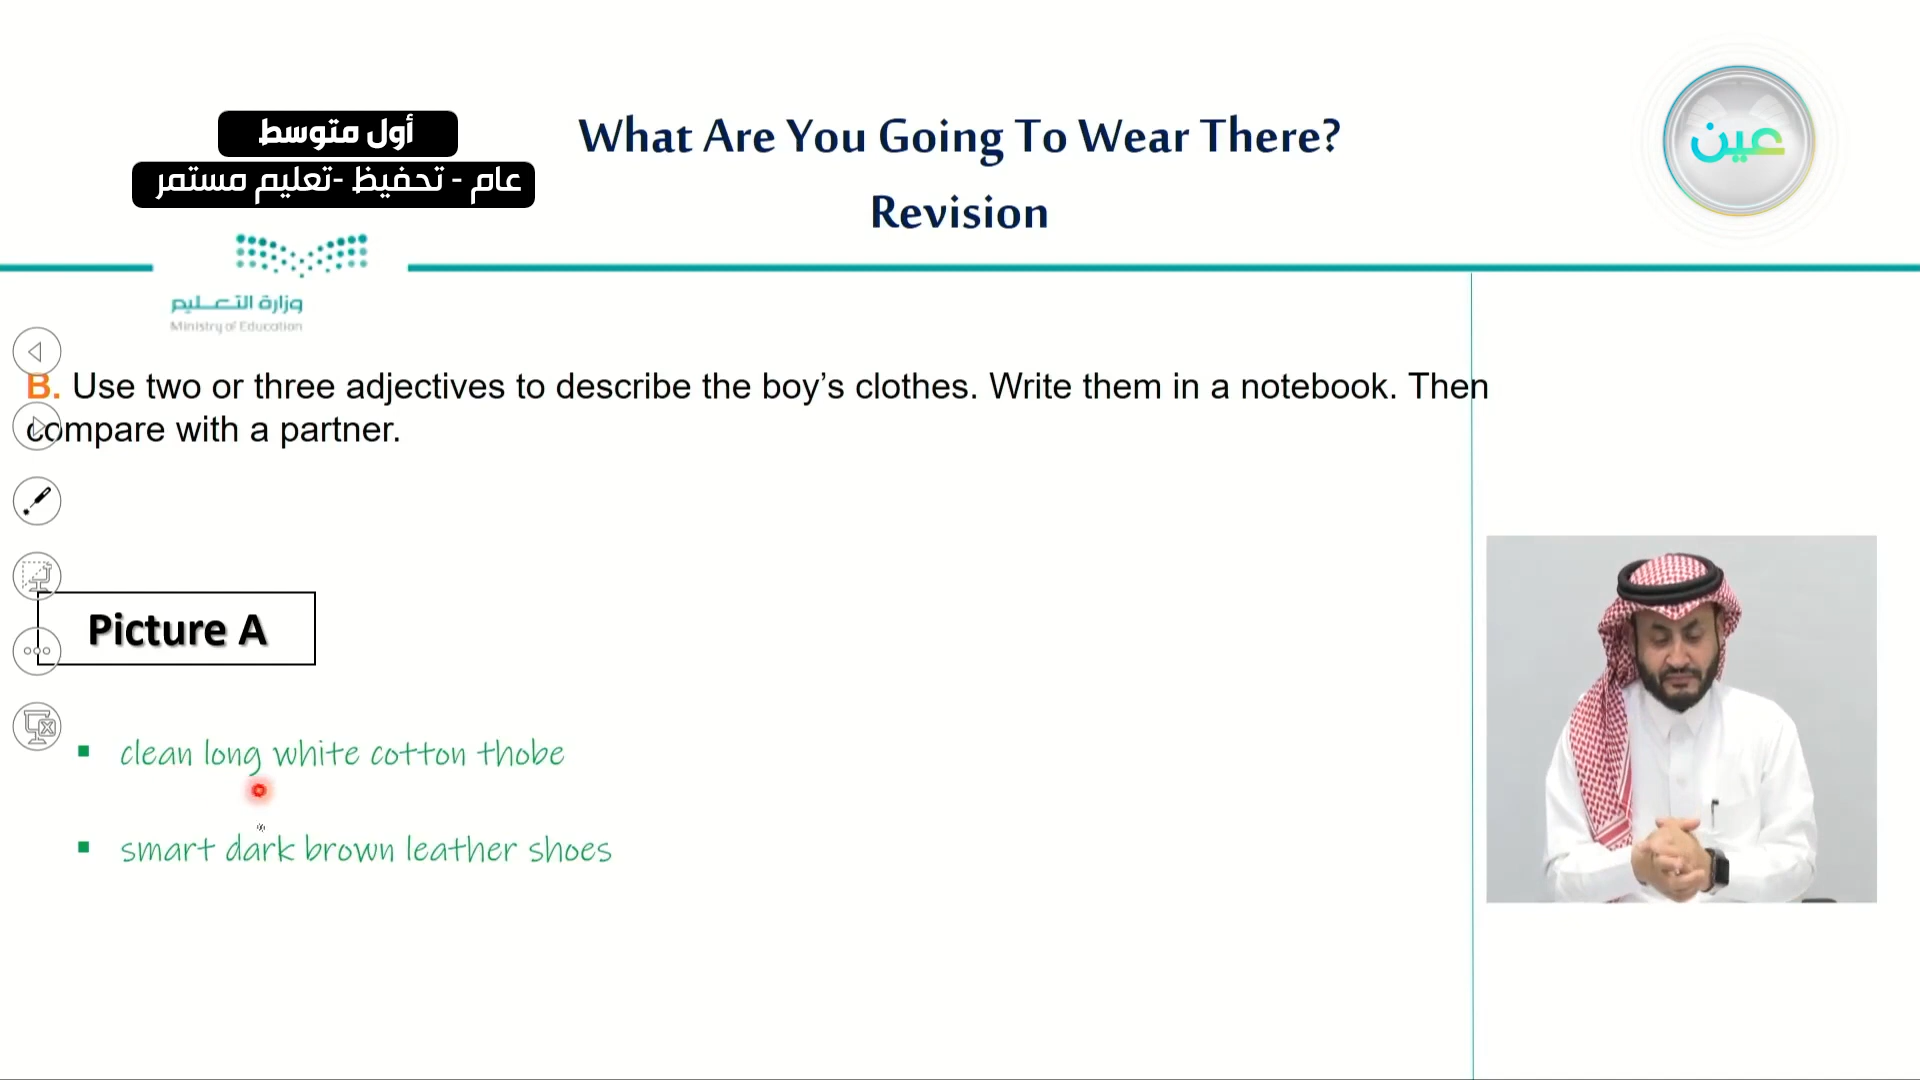 أول متوسط
عام - تحفيظ -تعليم مستمر
What Are You Going To Wear There?
Revision
عين
وزارة التعـــليم
Ministry of Education
B. Use two or three adjectives to describe the boy’s clothes. Write them in a notebook. Then
compare with a partner.
Picture A
▪ clean long white cotton thobe
▪ smart dark brown leather shoes